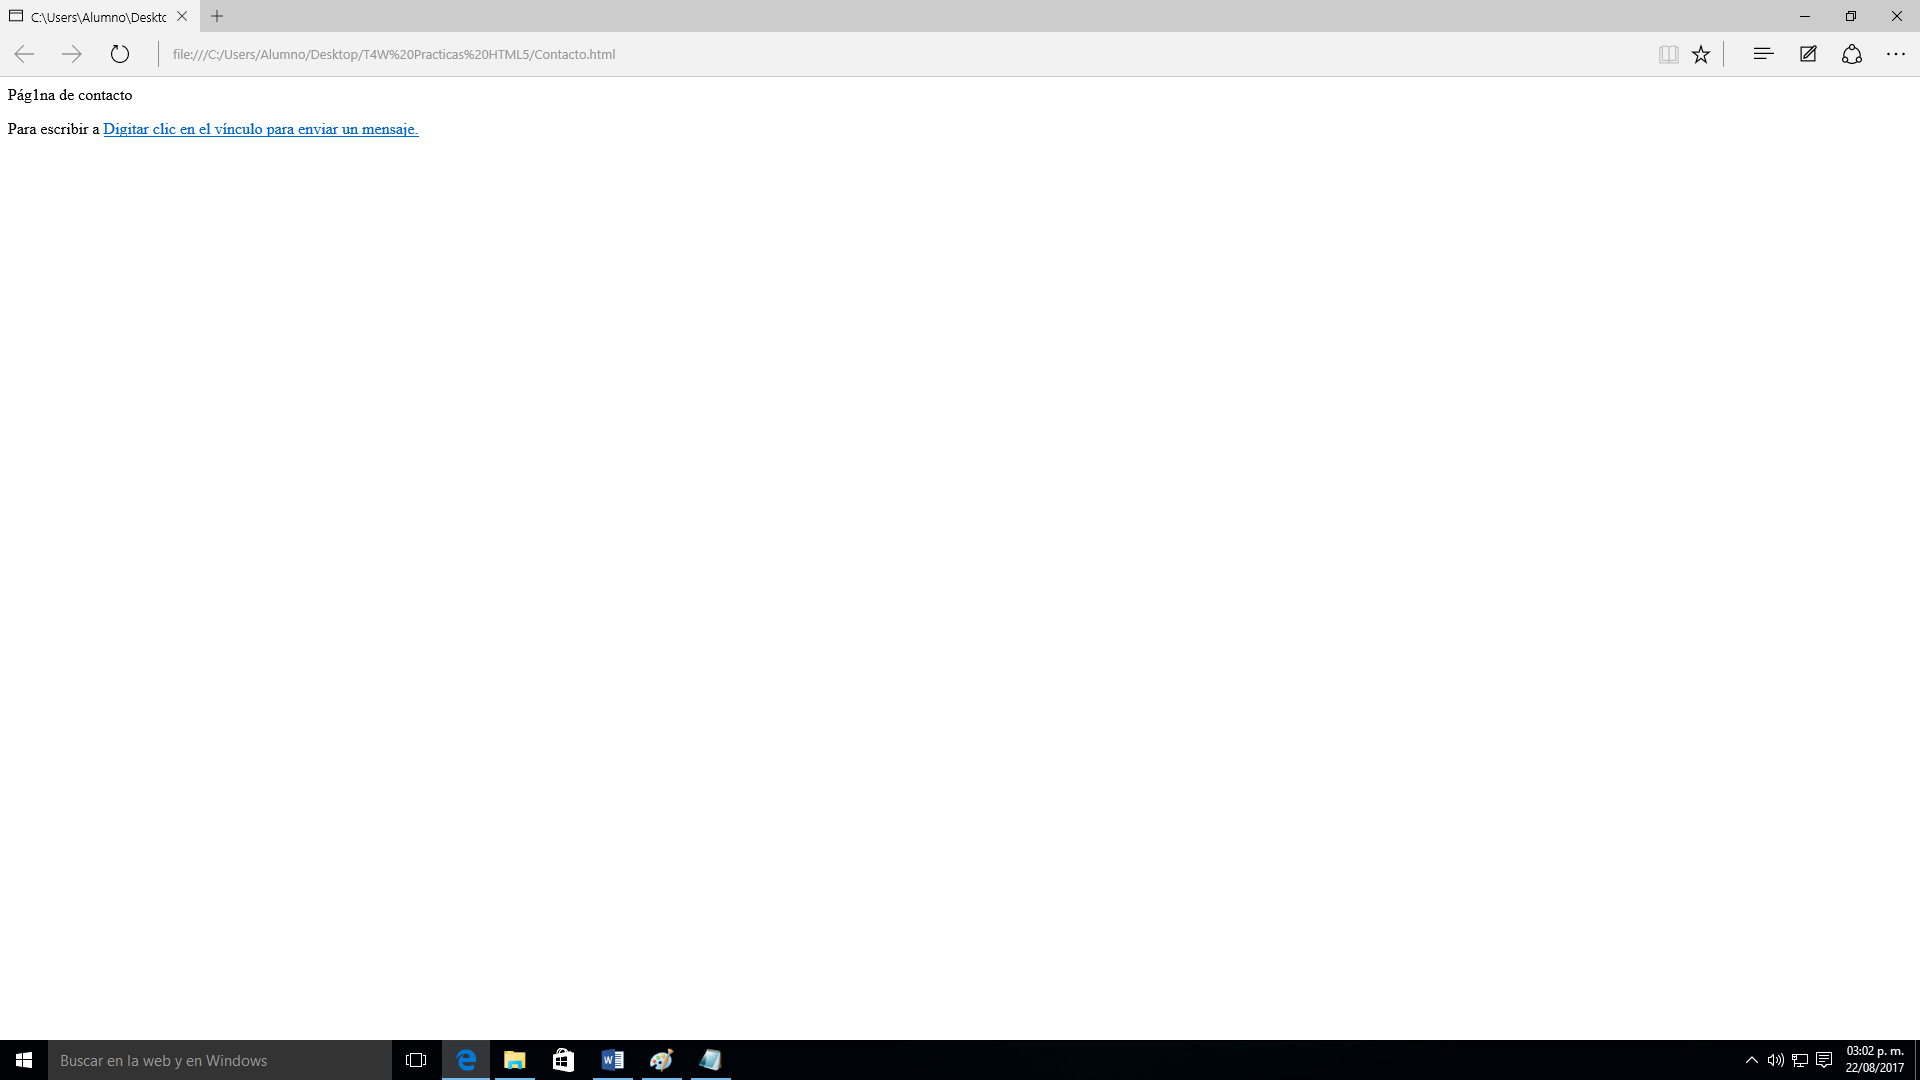 C:\Users\Alumno\Deskto
file:///C:/Users/Alumno/Desktop/T4W%20Practicas%20HTML5/Contacto.html
Pág1na de contacto
Para escribir a Digitar clic en el vínculo para enviar un mensaje.
Buscar en la web y en Windows
03:02 p. m.
22/08/2017